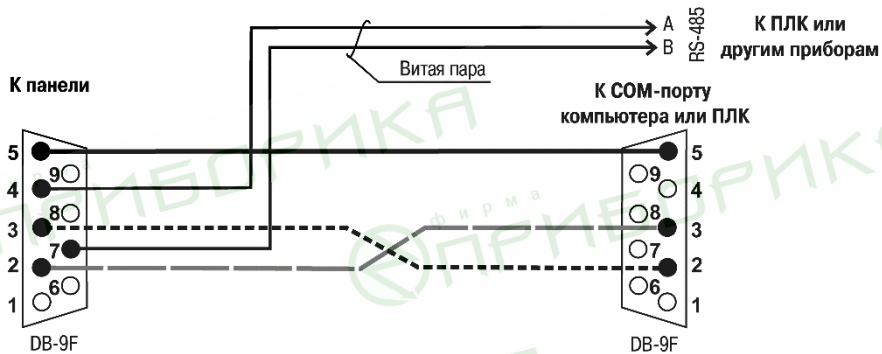 A
B
RS-485
К ПЛК или
другим приборам
Витая пара
К панели
К COM-порту
компьютера или ПЛК
5
9
4
8
3
7
2
6
1
DB-9F
5
9
4
8
3
7
2
6
1
DB-9F
ПРИБОРИКА
фирма
ПРИБОРИКА